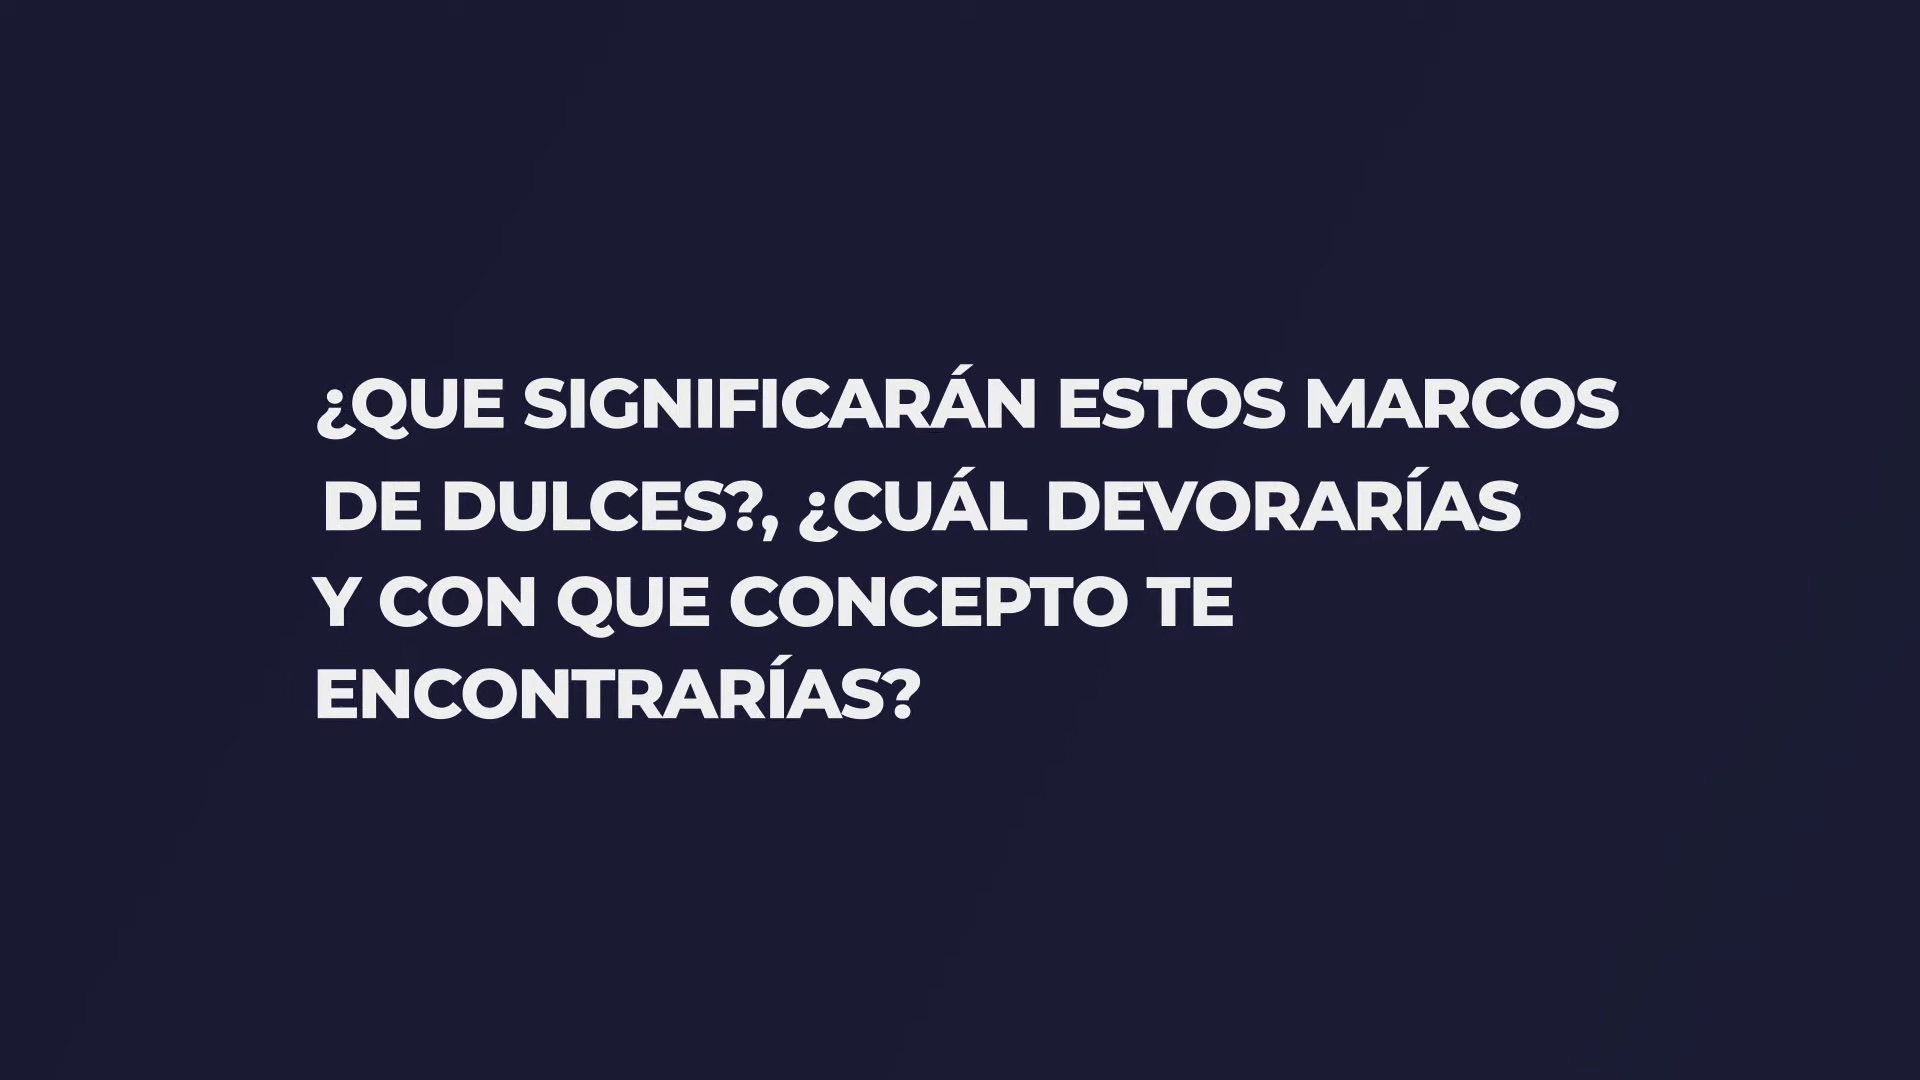 ¿QUE SIGNIFICARÁN ESTOS MARCOS
DE DULCES?, ¿CUÁL DEVORARÍAS
Y CON QUE CONCEPTO TE
ENCONTRARÍAS?